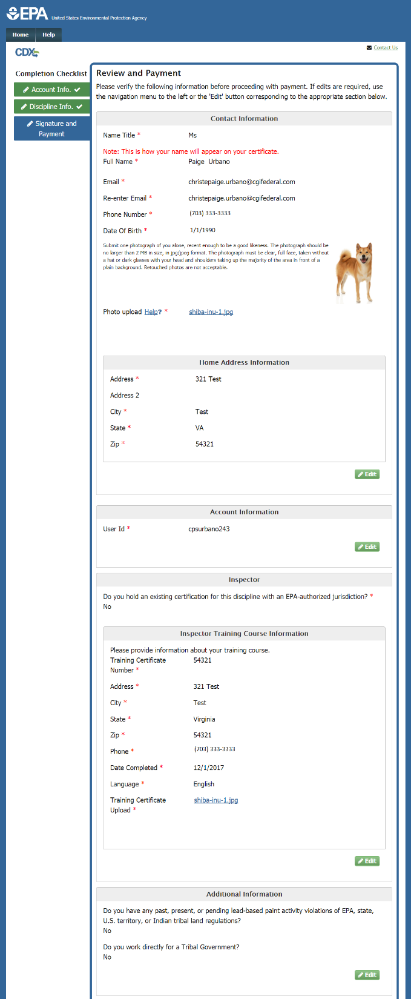 EPA United States Environmental Protection Agency
Home Help
CDX
Contact Us
Completion Checklist
Account Info.
Discipline Info.
Signature and
Payment
Review and Payment
Please verify the following information before proceeding with payment. If edits are required, use
the navigation menu to the left or the 'Edit' button corresponding to the appropriate section below.
Contact Information
Name Title * Ms
Note: This is how your name will appear on your certificate.
Full Name * Paige Urbano
Email * christepaige.urbano@cgifederal.com
Re-enter Email * christepaige.urbano@cgifederal.com
Phone Number * (703) 333-3333
Date Of Birth * 1/1/1990
Submit one photograph of you alone, recent enough to be a good likeness. The photograph should be
no larger than 2 MB in size, in jpg/jpeg format. The photograph must be clear, full face, taken without
a hat or dark glasses with your head and shoulders taking up the majority of the area in front of a
plain background. Retouched photos are not acceptable.
Photo upload Help? * shiba-inu-1.jpg
Home Address Information
Address * 321 Test
Address 2
City * Test
State * VA
Zip * 54321
Edit
Account Information
User Id * cpsurbano243
Edit
Inspector
Do you hold an existing certification for this discipline with an EPA-authorized jurisdiction? *
No
Inspector Training Course Information
Please provide information about your training course.
Training Certificate 54321
Number *
Address * 321 Test
City * Test
State * Virginia
Zip * 54321
Phone * (703) 333-3333
Date Completed * 12/1/2017
Language * English
Training Certificate shiba-inu-1.jpg
Upload *
Edit
Additional Information
Do you have any past, present, or pending lead-based paint activity violations of EPA, state,
U.S. territory, or Indian tribal land regulations?
No
Do you work directly for a Tribal Government?
No
Edit